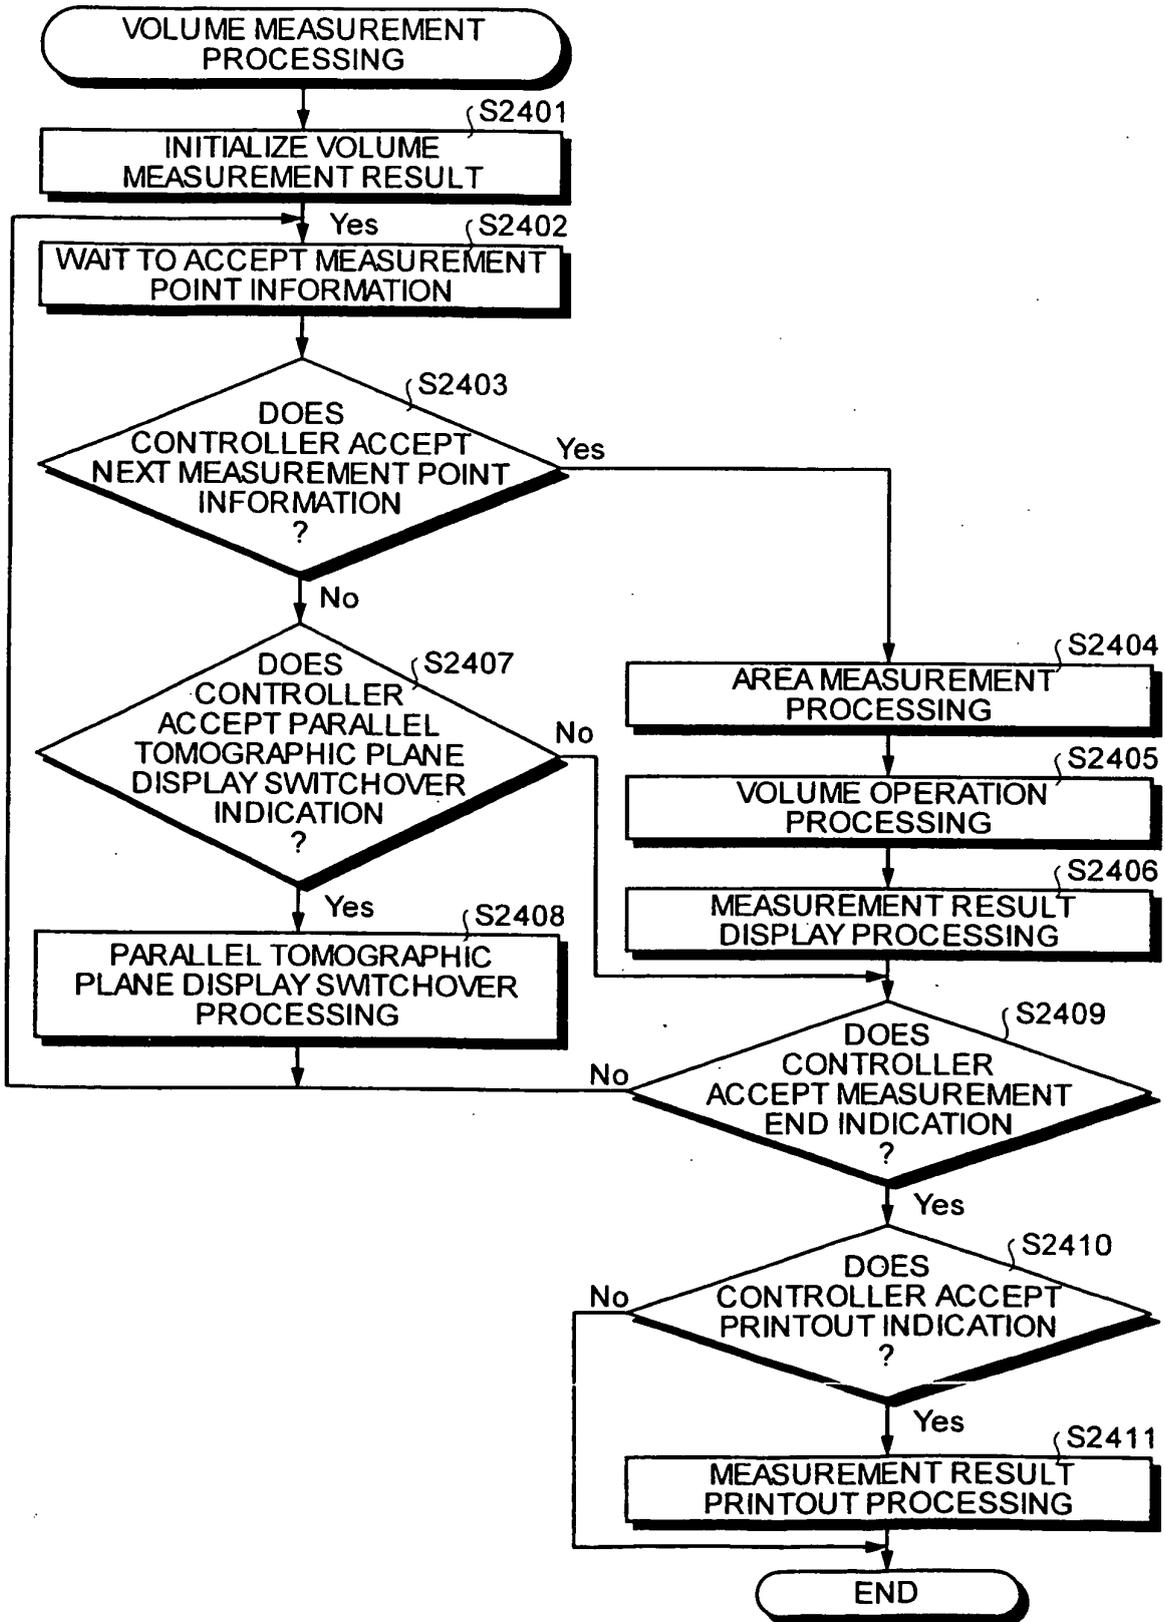 VOLUME MEASUREMENT
PROCESSING
S2401
INITIALIZE VOLUME
MEASUREMENT RESULT
Yes
S2402
WAIT TO ACCEPT MEASUREMENT
POINT INFORMATION
S2403
DOES
CONTROLLER ACCEPT
NEXT MEASUREMENT POINT
INFORMATION
?
Yes
No
S2407
DOES
CONTROLLER
ACCEPT PARALLEL
TOMOGRAPHIC PLANE
DISPLAY SWITCHOVER
INDICATION
?
No
Yes
S2408
PARALLEL TOMOGRAPHIC
PLANE DISPLAY SWITCHOVER
PROCESSING
S2404
AREA MEASUREMENT
PROCESSING
S2405
VOLUME OPERATION
PROCESSING
S2406
MEASUREMENT RESULT
DISPLAY PROCESSING
S2409
DOES
CONTROLLER
ACCEPT MEASUREMENT
END INDICATION
?
No
Yes
S2410
DOES
CONTROLLER ACCEPT
PRINTOUT INDICATION
?
No
Yes
S2411
MEASUREMENT RESULT
PRINTOUT PROCESSING
END